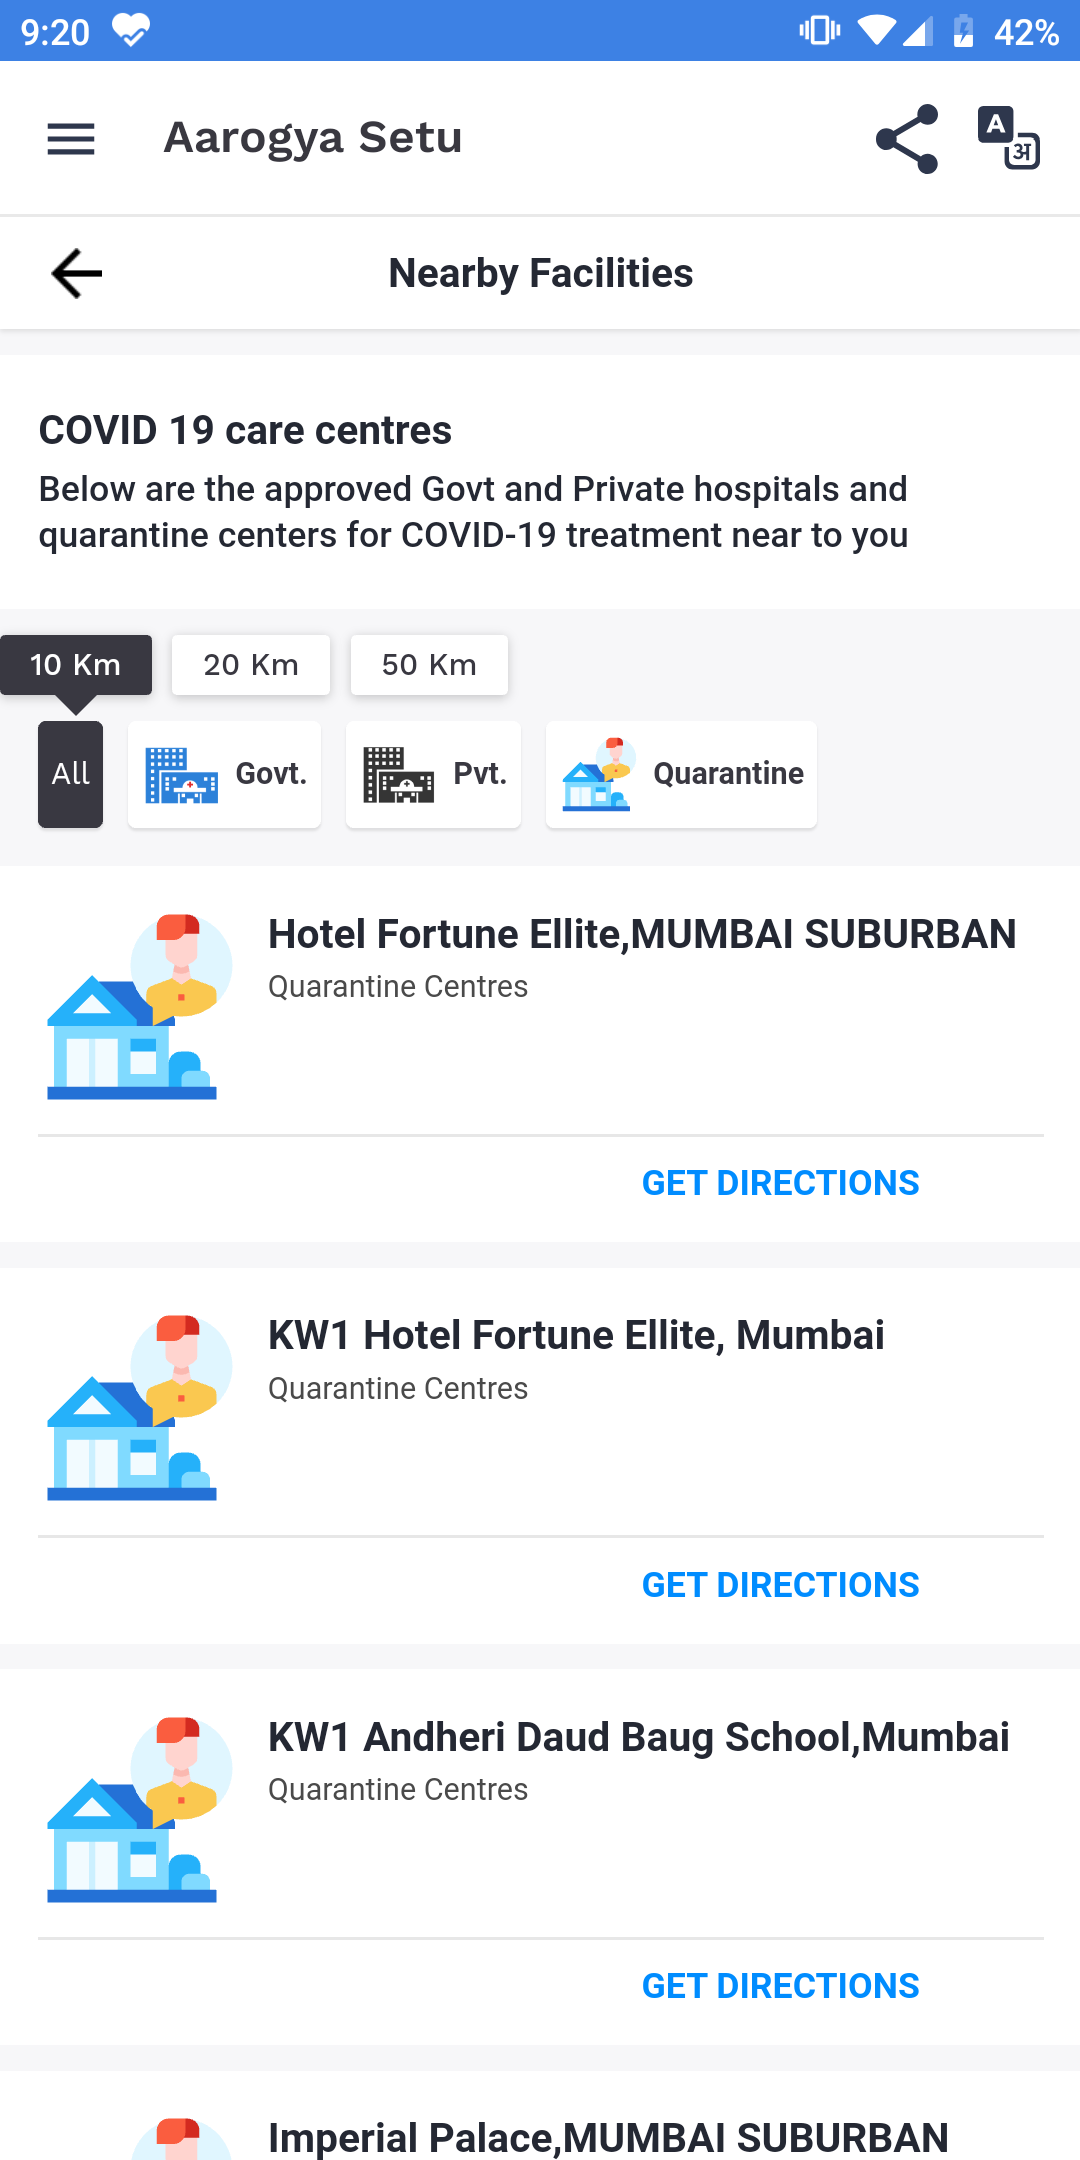 9:20
42%
Aarogya Setu
A
अ
Nearby Facilities
COVID 19 care centres
Below are the approved Govt and Private hospitals and
quarantine centers for COVID-19 treatment near to you
10 Km
20 Km
50 Km
All
Govt.
Pvt.
Quarantine
Hotel Fortune Ellite,MUMBAI SUBURBAN
Quarantine Centres
GET DIRECTIONS
KW1 Hotel Fortune Ellite, Mumbai
Quarantine Centres
GET DIRECTIONS
KW1 Andheri Daud Baug School,Mumbai
Quarantine Centres
GET DIRECTIONS
Imperial Palace,MUMBAI SUBURBAN